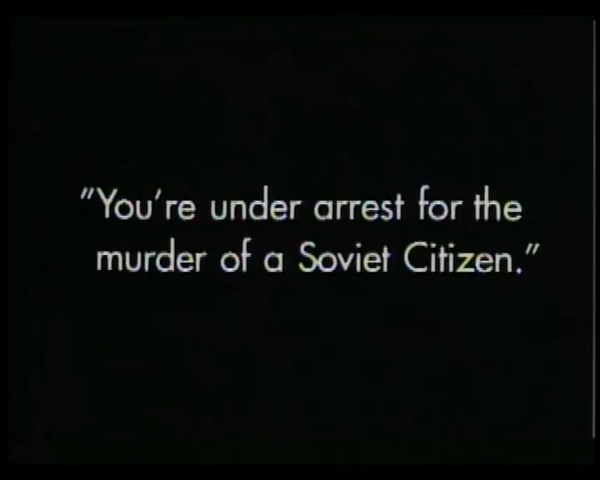 "You're under arrest for the
murder of a Soviet Citizen."